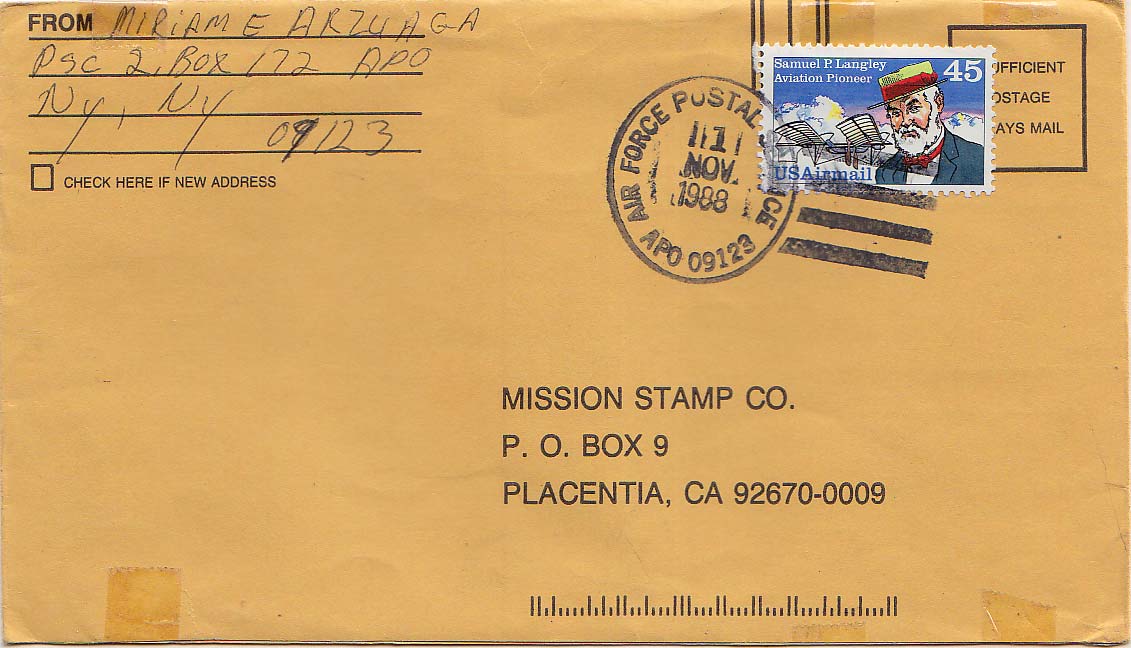 FROM MIRIAM E ARZUAGA
PSC 2, BOX 172 APO
NY, NY
09123
CHECK HERE IF NEW ADDRESS
AIR FORCE POSTAL S ICE
11
NOV.
1988
APO 09123
Samuel P. Langley
Aviation Pioneer
45
USAirmail
UFFICIENT
OSTAGE
AYS MAIL
MISSION STAMP CO.
P. O. BOX 9
PLACENTIA, CA 92670-0009